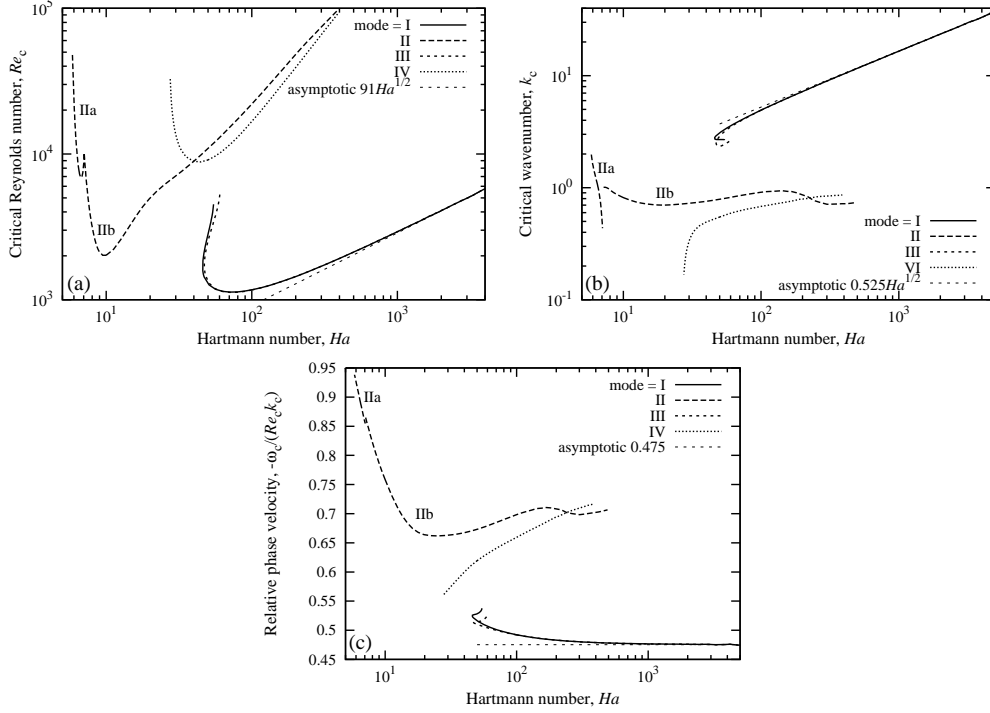 Critical Reynolds number, Re_c
10^5
10^4
10^3
mode = I
II
III
IV
asymptotic 91Ha^1/2
IIa
IIb
(a)
10^1
10^2
10^3
Hartmann number, Ha
Critical wavenumber, k_c
10^1
10^0
10^-1
IIa
IIb
mode = I
II
III
VI
asymptotic 0.525Ha^1/2
(b)
10^1
10^2
10^3
Hartmann number, Ha
Relative phase velocity, -ω_c/(Re_c k_c)
0.95
0.9
0.85
0.8
0.75
0.7
0.65
0.6
0.55
0.5
0.45
mode = I
II
III
IV
asymptotic 0.475
IIa
IIb
(c)
10^1
10^2
10^3
Hartmann number, Ha